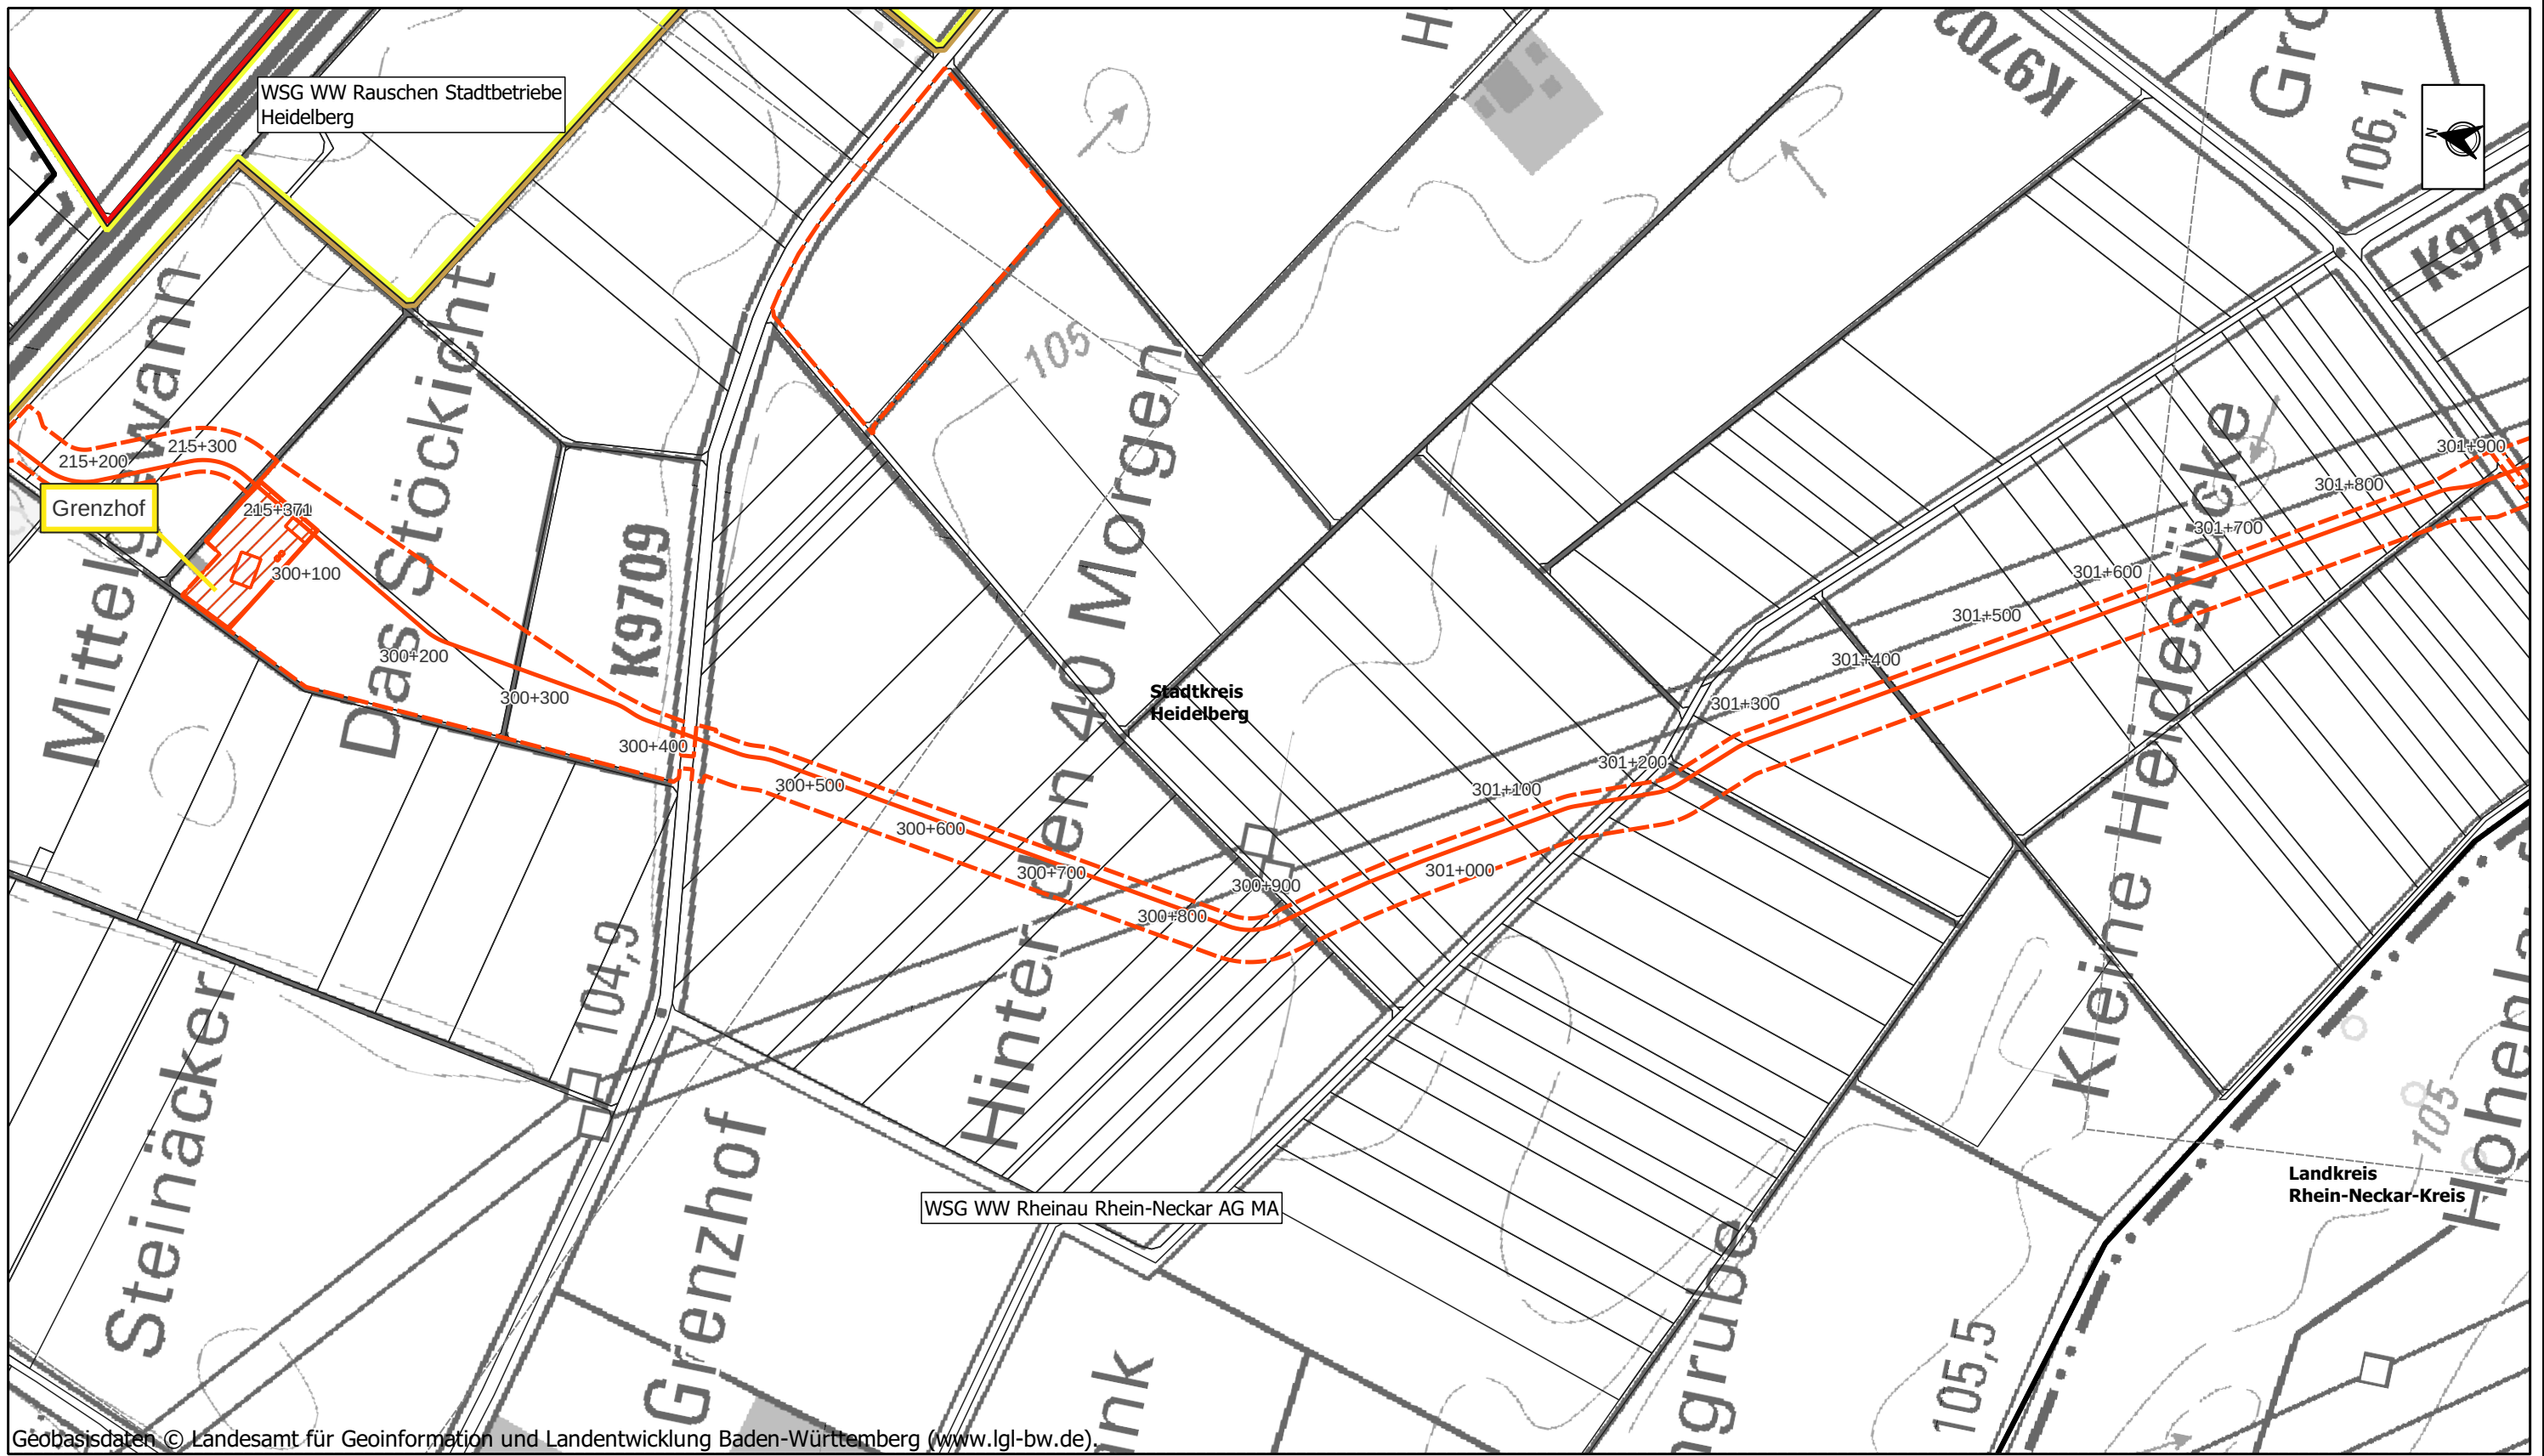 WSG WW Rauschen Stadtbetriebe
Heidelberg
K9702
106,1
K970
N
Mittelgewann
Das Stöckicht
105
215+200
215+300
Grenzhof
215+371
300+100
300+200
300+300
K9709
300+400
300+500
300+600
300+700
300+800
300+900
301+000
301+100
301+200
301+300
301+400
301+500
301+600
301+700
301+800
301+900
Stadtkreis
Heidelberg
Hinter den 40 Morgen
Kleine Heidestücke
Steinäcker
104,9
Grenzhof
WSG WW Rheinau Rhein-Neckar AG MA
Landkreis
Rhein-Neckar-Kreis
105
105,5
Geobasisdaten © Landesamt für Geoinformation und Landentwicklung Baden-Württemberg (www.lgl-bw.de).